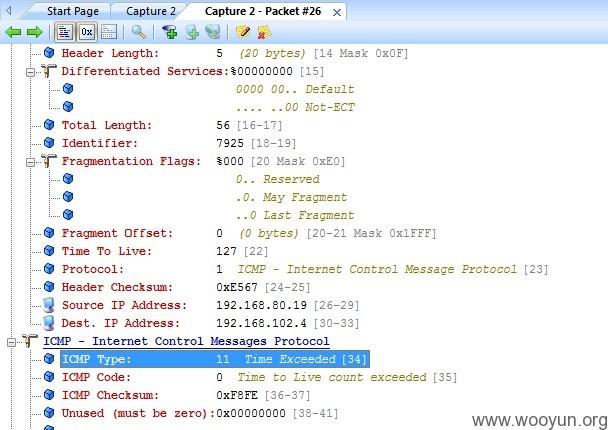 Start Page Capture 2 Capture 2 - Packet #26
0x
Header Length: 5 (20 bytes) [14 Mask 0x0F]
Differentiated Services:%00000000 [15]
0000 00.. Default
.... ..00 Not-ECT
Total Length: 56 [16-17]
Identifier: 7925 [18-19]
Fragmentation Flags: %000 [20 Mask 0xE0]
0.. Reserved
.0. May Fragment
..0 Last Fragment
Fragment Offset: 0 (0 bytes) [20-21 Mask 0x1FFF]
Time To Live: 127 [22]
Protocol: 1 ICMP - Internet Control Message Protocol [23]
Header Checksum: 0xE567 [24-25]
Source IP Address: 192.168.80.19 [26-29]
Dest. IP Address: 192.168.102.4 [30-33]
ICMP - Internet Control Messages Protocol
ICMP Type: 11 Time Exceeded [34]
ICMP Code: 0 Time to Live count exceeded [35]
ICMP Checksum: 0xF8FE [36-37]
Unused (must be zero):0x00000000 [38-41]
www.wooyun.org